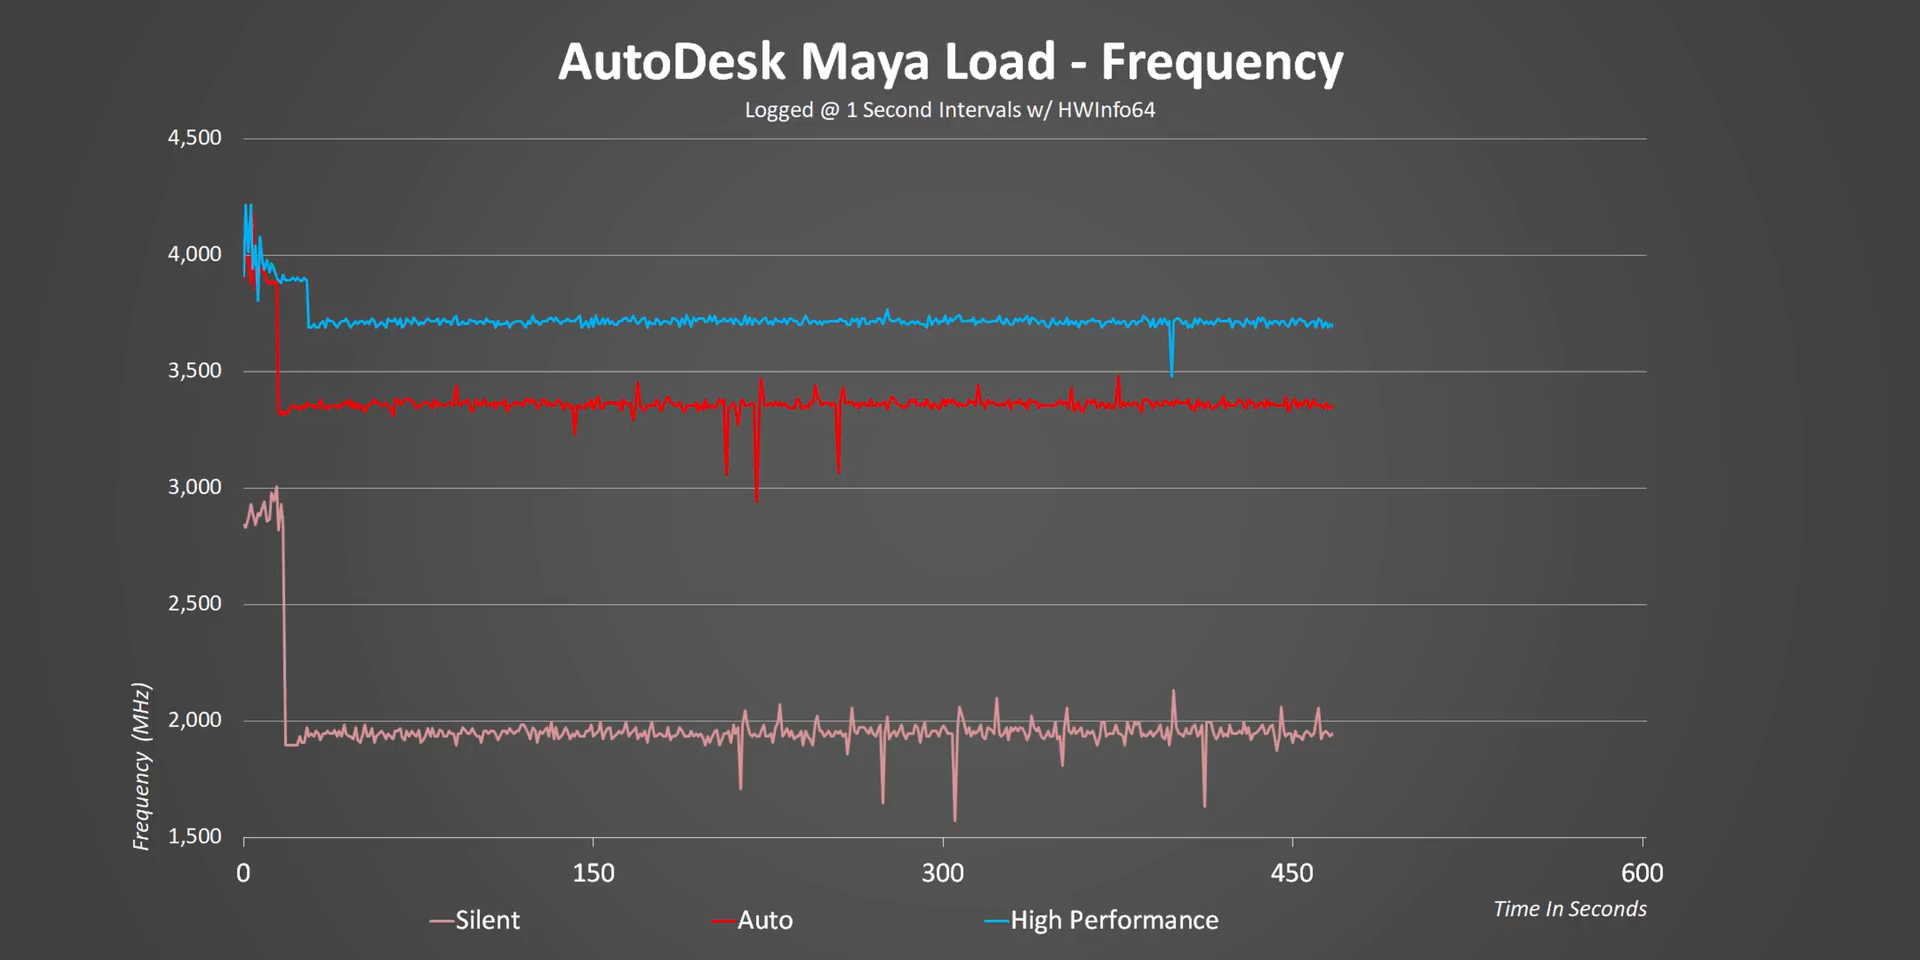 AutoDesk Maya Load - Frequency
Logged @ 1 Second Intervals w/ HWInfo64
4,500
4,000
3,500
3,000
2,500
2,000
1,500
Frequency (MHz)
0 150 300 450 600
Time In Seconds
Silent Auto High Performance